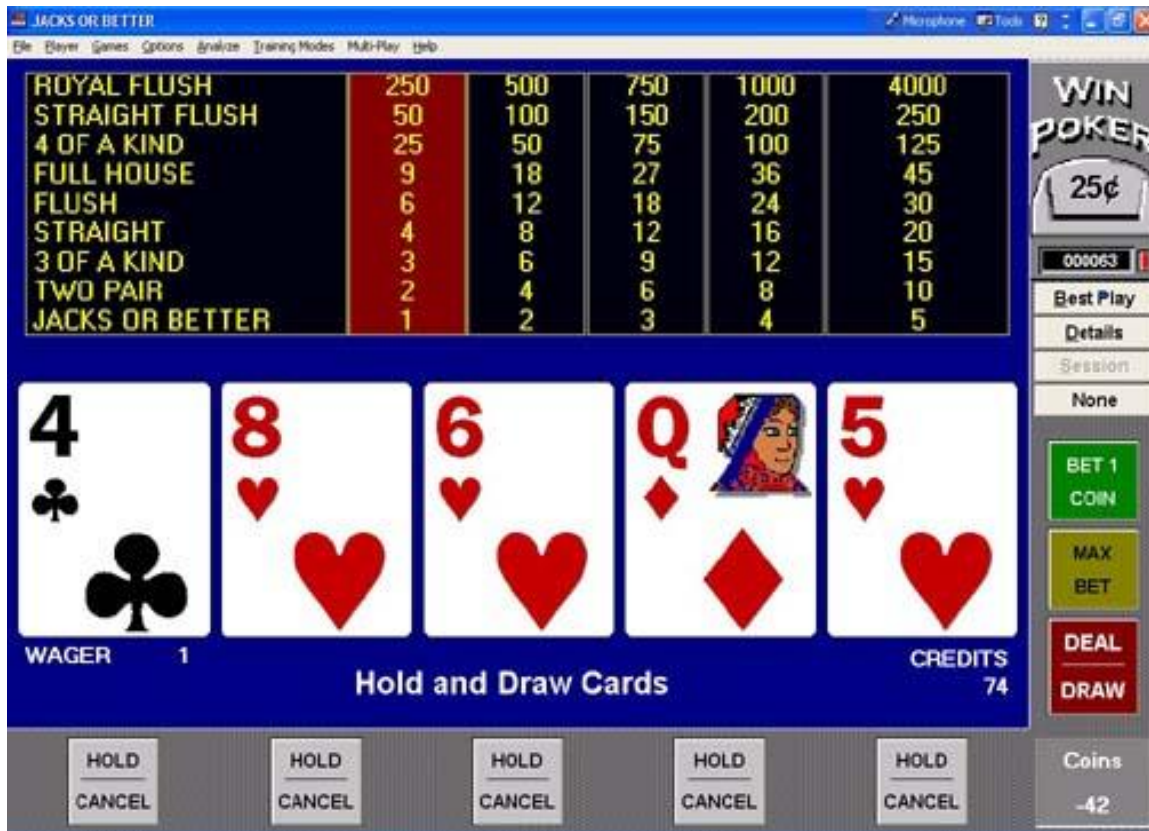 JACKS OR BETTER
Microphone Tools
File Player Games Options Analyze Training Modes Multi-Play Help
ROYAL FLUSH 250 500 750 1000 4000
STRAIGHT FLUSH 50 100 150 200 250
4 OF A KIND 25 50 75 100 125
FULL HOUSE 9 18 27 36 45
FLUSH 6 12 18 24 30
STRAIGHT 4 8 12 16 20
3 OF A KIND 3 6 9 12 15
TWO PAIR 2 4 6 8 10
JACKS OR BETTER 1 2 3 4 5
WIN
POKER
25¢
000063
Best Play
Details
Session
None
4 8 6 Q 5
BET 1
COIN
MAX
BET
DEAL
DRAW
WAGER 1
Hold and Draw Cards
CREDITS
74
HOLD HOLD HOLD HOLD HOLD
CANCEL CANCEL CANCEL CANCEL CANCEL
Coins
-42